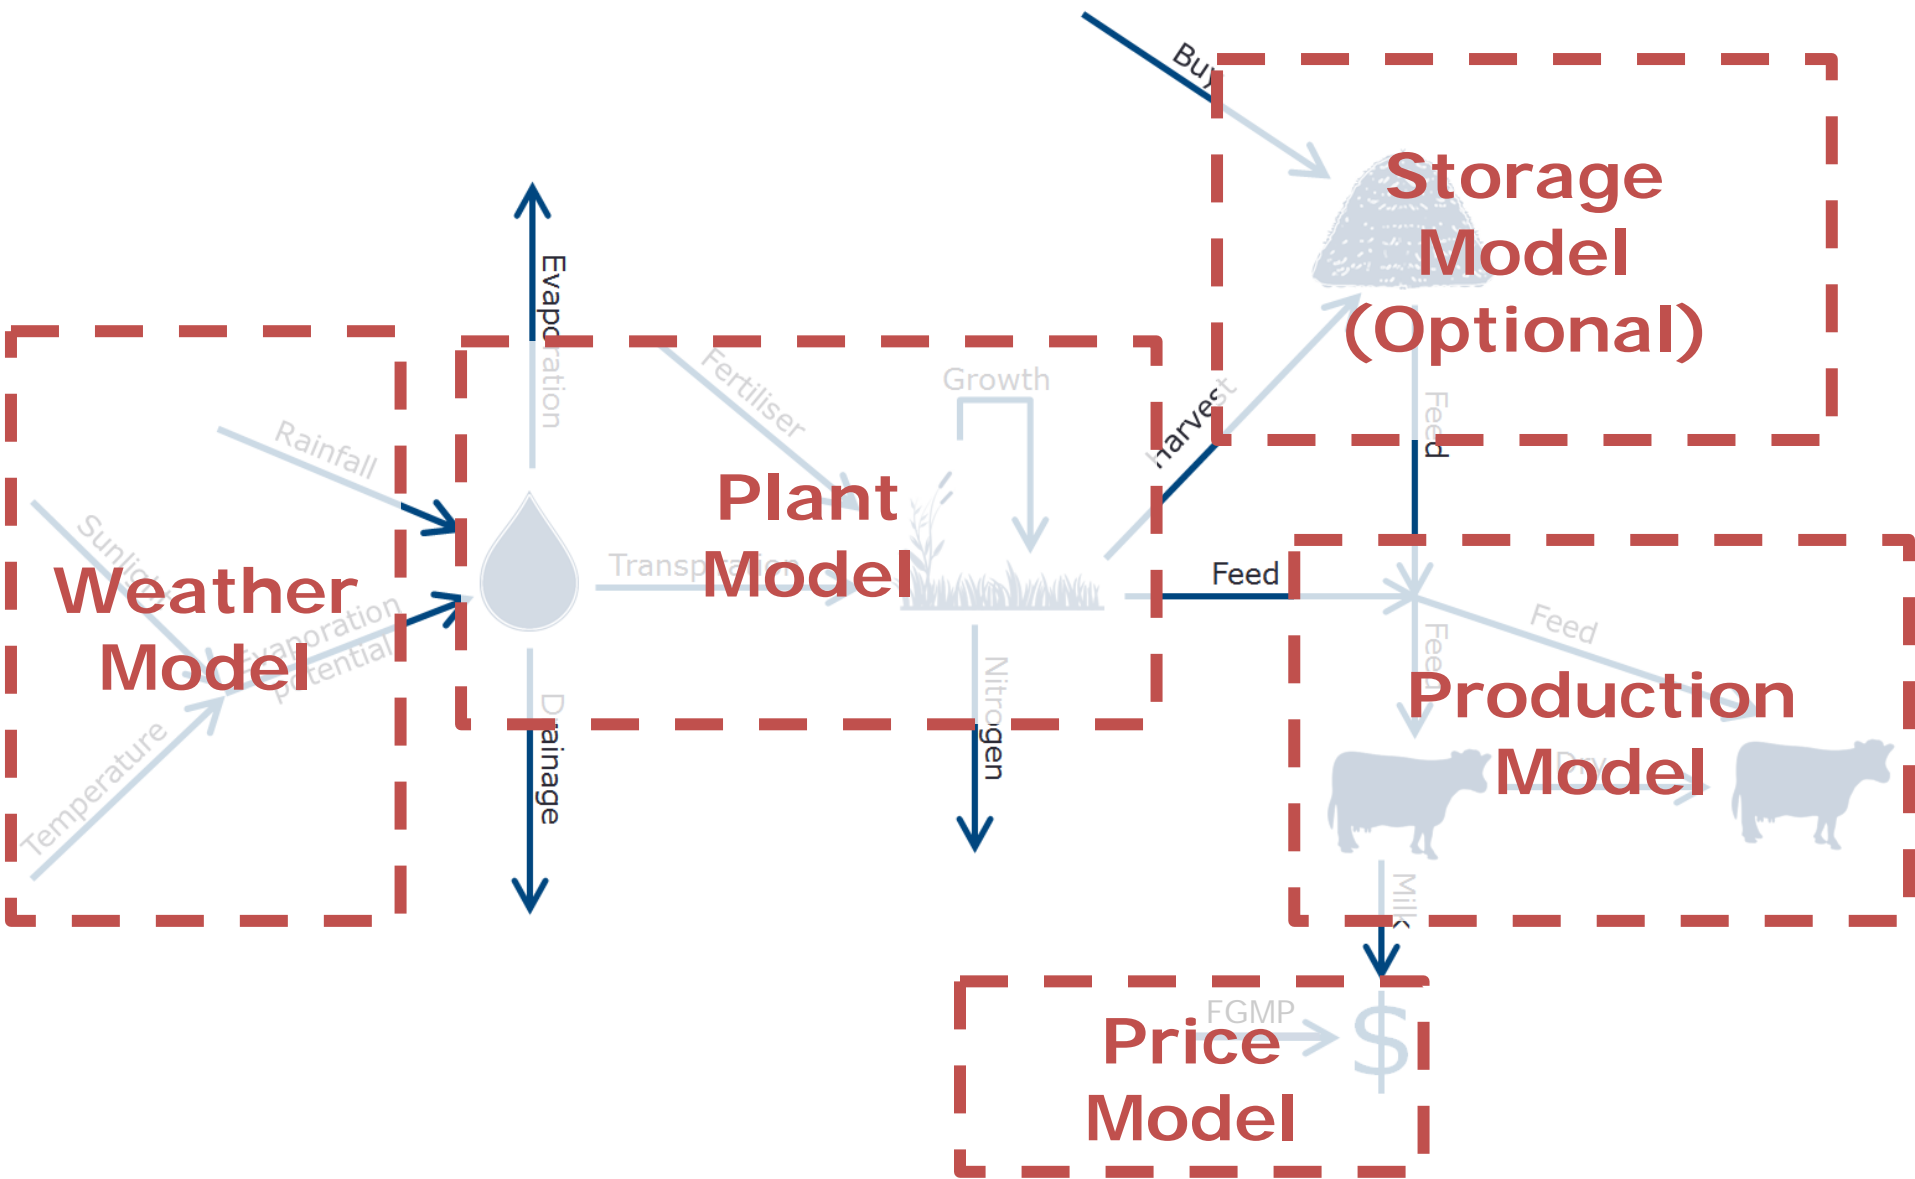 Buy
Storage
Model
(Optional)
Evaporation
Fertiliser
Growth
Harvest
Feed
Rainfall
Plant
Model
Sunlight
Transpiration
Feed
Weather
Model
Evaporation
potential
Feed
Feed
Production
Model
Temperature
Drainage
Nitrogen
Dry
Milk
FGMP
$
Price
Model